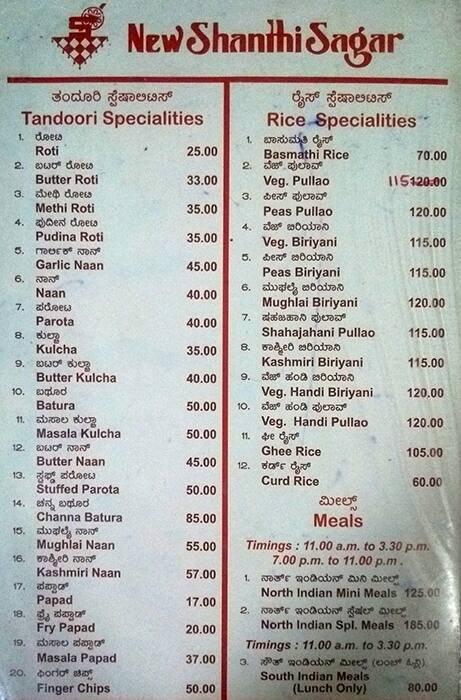 New Shanthi Sagar
ತಂದೂರಿ ಸ್ಪೆಷಾಲಿಟಿಸ್
Tandoori Specialities
1. ರೋಟಿ
Roti 25.00
2. ಬಟರ್ ರೋಟಿ
Butter Roti 33.00
3. ಮೇಥಿ ರೋಟಿ
Methi Roti 35.00
4. ಪುದೀನ ರೋಟಿ
Pudina Roti 35.00
5. ಗಾರ್ಲಿಕ್ ನಾನ್
Garlic Naan 45.00
6. ನಾನ್
Naan 40.00
7. ಪರೋಟ
Parota 40.00
8. ಕುಲ್ಚಾ
Kulcha 35.00
9. ಬಟರ್ ಕುಲ್ಚಾ
Butter Kulcha 40.00
10. ಬಥೂರ
Batura 50.00
11. ಮಸಾಲ ಕುಲ್ಚಾ
Masala Kulcha 50.00
12. ಬಟರ್ ನಾನ್
Butter Naan 45.00
13. ಸ್ಟಫ್ಡ್ ಪರೋಟ
Stuffed Parota 50.00
14. ಚನ್ನ ಬಥೂರ
Channa Batura 85.00
15. ಮುಘಲೈ ನಾನ್
Mughlai Naan 55.00
16. ಕಾಶ್ಮೀರಿ ನಾನ್
Kashmiri Naan 57.00
17. ಪಪ್ಪಾಡ್
Papad 17.00
18. ಫ್ರೈ ಪಪ್ಪಾಡ್
Fry Papad 20.00
19. ಮಸಾಲ ಪಪ್ಪಾಡ್
Masala Papad 37.00
20. ಫಿಂಗರ್ ಚಿಪ್ಸ್
Finger Chips 50.00
ರೈಸ್ ಸ್ಪೆಷಾಲಿಟಿಸ್
Rice Specialities
1. ಬಾಸುಮತಿ ರೈಸ್
Basmathi Rice 70.00
2. ವೆಜ್ ಪುಲಾವ್
Veg. Pullao 115 120.00
3. ಪೀಸ್ ಪುಲಾವ್
Peas Pullao 120.00
4. ವೆಜ್ ಬಿರಿಯಾನಿ
Veg. Biriyani 115.00
5. ಪೀಸ್ ಬಿರಿಯಾನಿ
Peas Biriyani 115.00
6. ಮುಘಲೈ ಬಿರಿಯಾನಿ
Mughlai Biriyani 120.00
7. ಷಹಜಹಾನಿ ಪುಲಾವ್
Shahajahani Pullao 115.00
8. ಕಾಶ್ಮೀರಿ ಬಿರಿಯಾನಿ
Kashmiri Biriyani 115.00
9. ವೆಜ್ ಹಂಡಿ ಬಿರಿಯಾನಿ
Veg. Handi Biriyani 120.00
10. ವೆಜ್ ಹಂಡಿ ಪುಲಾವ್
Veg. Handi Pullao 120.00
11. ಘೀ ರೈಸ್
Ghee Rice 105.00
12. ಕರ್ಡ್ ರೈಸ್
Curd Rice 60.00
ಮೀಲ್ಸ್
Meals
Timings : 11.00 a.m. to 3.30 p.m.
7.00 p.m. to 11.00 p.m .
1. ನಾರ್ತ್ ಇಂಡಿಯನ್ ಮಿನಿ ಮೀಲ್ಸ್
North Indian Mini Meals 125.00
2. ನಾರ್ತ್ ಇಂಡಿಯನ್ ಸ್ಪೆಷಲ್ ಮೀಲ್ಸ್
North Indian Spl. Meals 185.00
Timings : 11.00 a.m. to 3.30 p.m.
3. ಸೌತ್ ಇಂಡಿಯನ್ ಮೀಲ್ಸ್ (ಲಂಚ್ ಓನ್ಲಿ)
South Indian Meals
(Lunch Only) 80.00